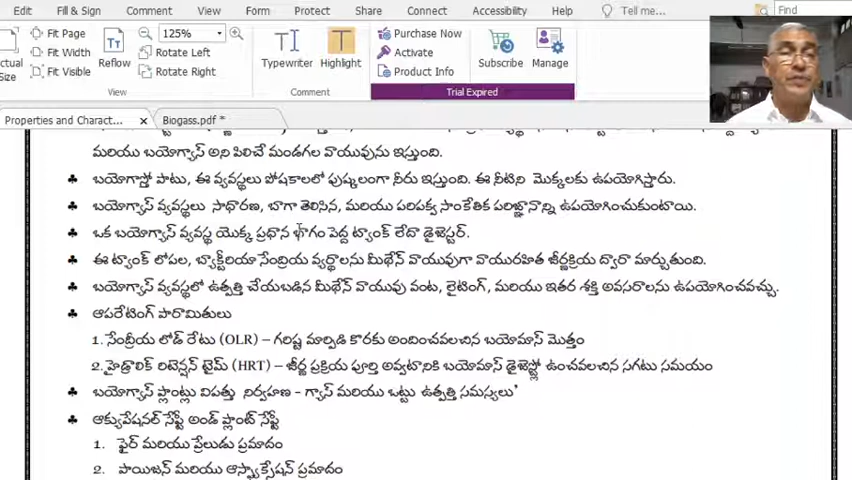 Edit Fill & Sign Comment View Form Protect Share Connect Accessibility Help Tell me... Find
Fit Page 125% Purchase Now
Fit Width Rotate Left Activate
Fit Visible Reflow Rotate Right Typewriter Highlight Product Info Subscribe Manage
Size
View Comment Trial Expired
Properties and Charact... x Biogass.pdf *
మరియు బయోగ్యాస్ అని పిలిచే మండగల వాయువును ఇస్తుంది.
♣ బయోగాస్తో పాటు, ఈ వ్యవస్థలు పోషకాలలో పుష్కలంగా నీరు ఇస్తుంది. ఈ నీటిని మొక్కలకు ఉపయోగిస్తారు.
♣ బయోగ్యాస్ వ్యవస్థలు సాధారణ, బాగా తెలిసిన, మరియు పరిపక్వ సాంకేతిక పరిజ్ఞానాన్ని ఉపయోగించుకుంటాయి.
♣ ఒక బయోగ్యాస్ వ్యవస్థ యొక్క ప్రధాన భాగం పెద్ద ట్యాంక్ లేదా డైజెస్టర్.
♣ ఈ ట్యాంక్ లోపల, బ్యాక్టీరియా సేంద్రియ వ్యర్థాలను మీథేన్ వాయువుగా వాయురహిత జీర్ణక్రియ ద్వారా మార్చుతుంది.
♣ బయోగ్యాస్ వ్యవస్థలో ఉత్పత్తి చేయబడిన మీథేన్ వాయువు వంట, లైటింగ్, మరియు ఇతర శక్తి అవసరాలను ఉపయోగించవచ్చు.
♣ ఆపరేటింగ్ పారామితులు
1.సేంద్రీయ లోడ్ రేటు (OLR) – గరిష్ట మార్పిడి కొరకు అందించవలసిన బయోమాస్ మొత్తం
2.హైడ్రాలిక్ రిటెన్షన్ టైమ్ (HRT) – జీర్ణ ప్రక్రియ పూర్తి అవ్వటానికి బయోమాస్ డైజెస్ట్లో ఉంచవలసిన సగటు సమయం
♣ బయోగ్యాస్ ప్లాంట్లు విపత్తు నిర్వహణ - గ్యాస్ మరియు ఒట్టు ఉత్పత్తి సమస్యలు'
♣ ఆక్యుపేషనల్ సేఫ్టీ అండ్ ప్లాంట్ సేఫ్టీ
1. ఫైర్ మరియు ప్రేలుడు ప్రమాదం
2. పాయిజన్ మరియు ఆస్ఫ్యాక్సేషన్ ప్రమాదం